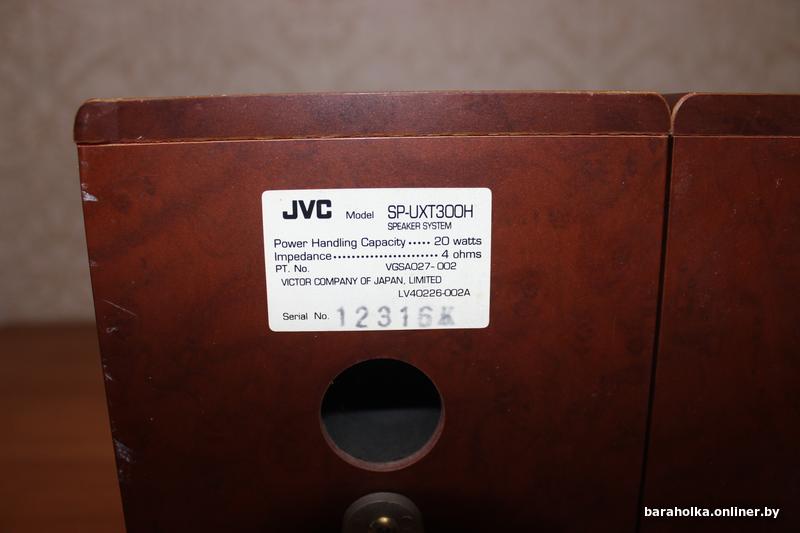 JVC Model SP-UXT300H
SPEAKER SYSTEM
Power Handling Capacity ..... 20 watts
Impedance ........................ 4 ohms
PT. No. VGSA027-002
VICTOR COMPANY OF JAPAN, LIMITED
LV40226-002A
Serial No. 12316K
baraholka.onliner.by